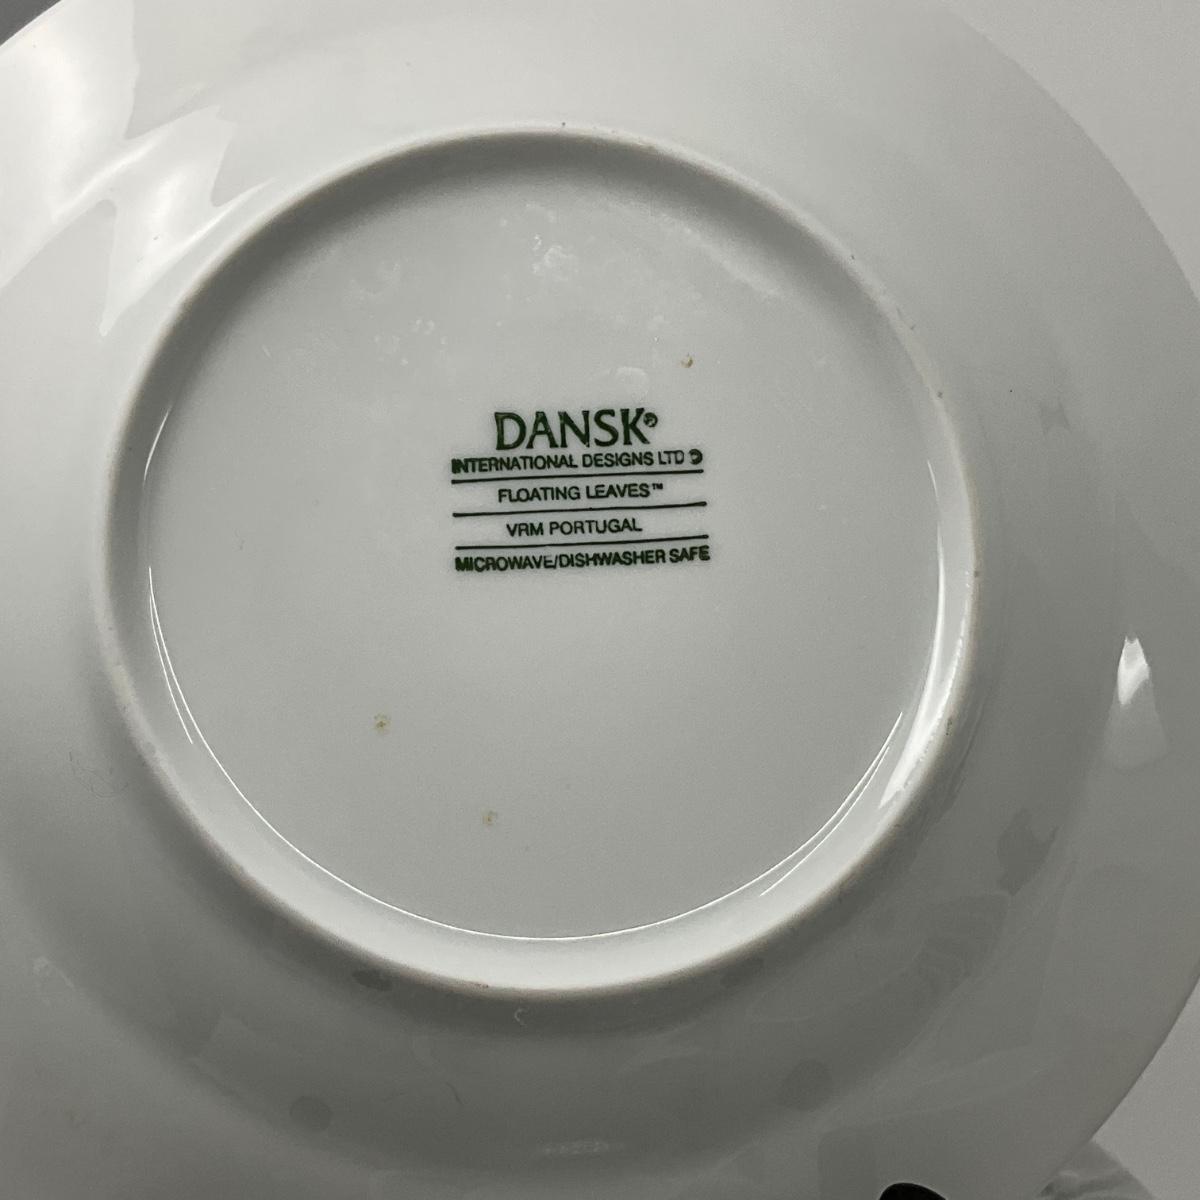 DANSK®
INTERNATIONAL DESIGNS LTD ©
FLOATING LEAVES™
VRM PORTUGAL
MICROWAVE/DISHWASHER SAFE